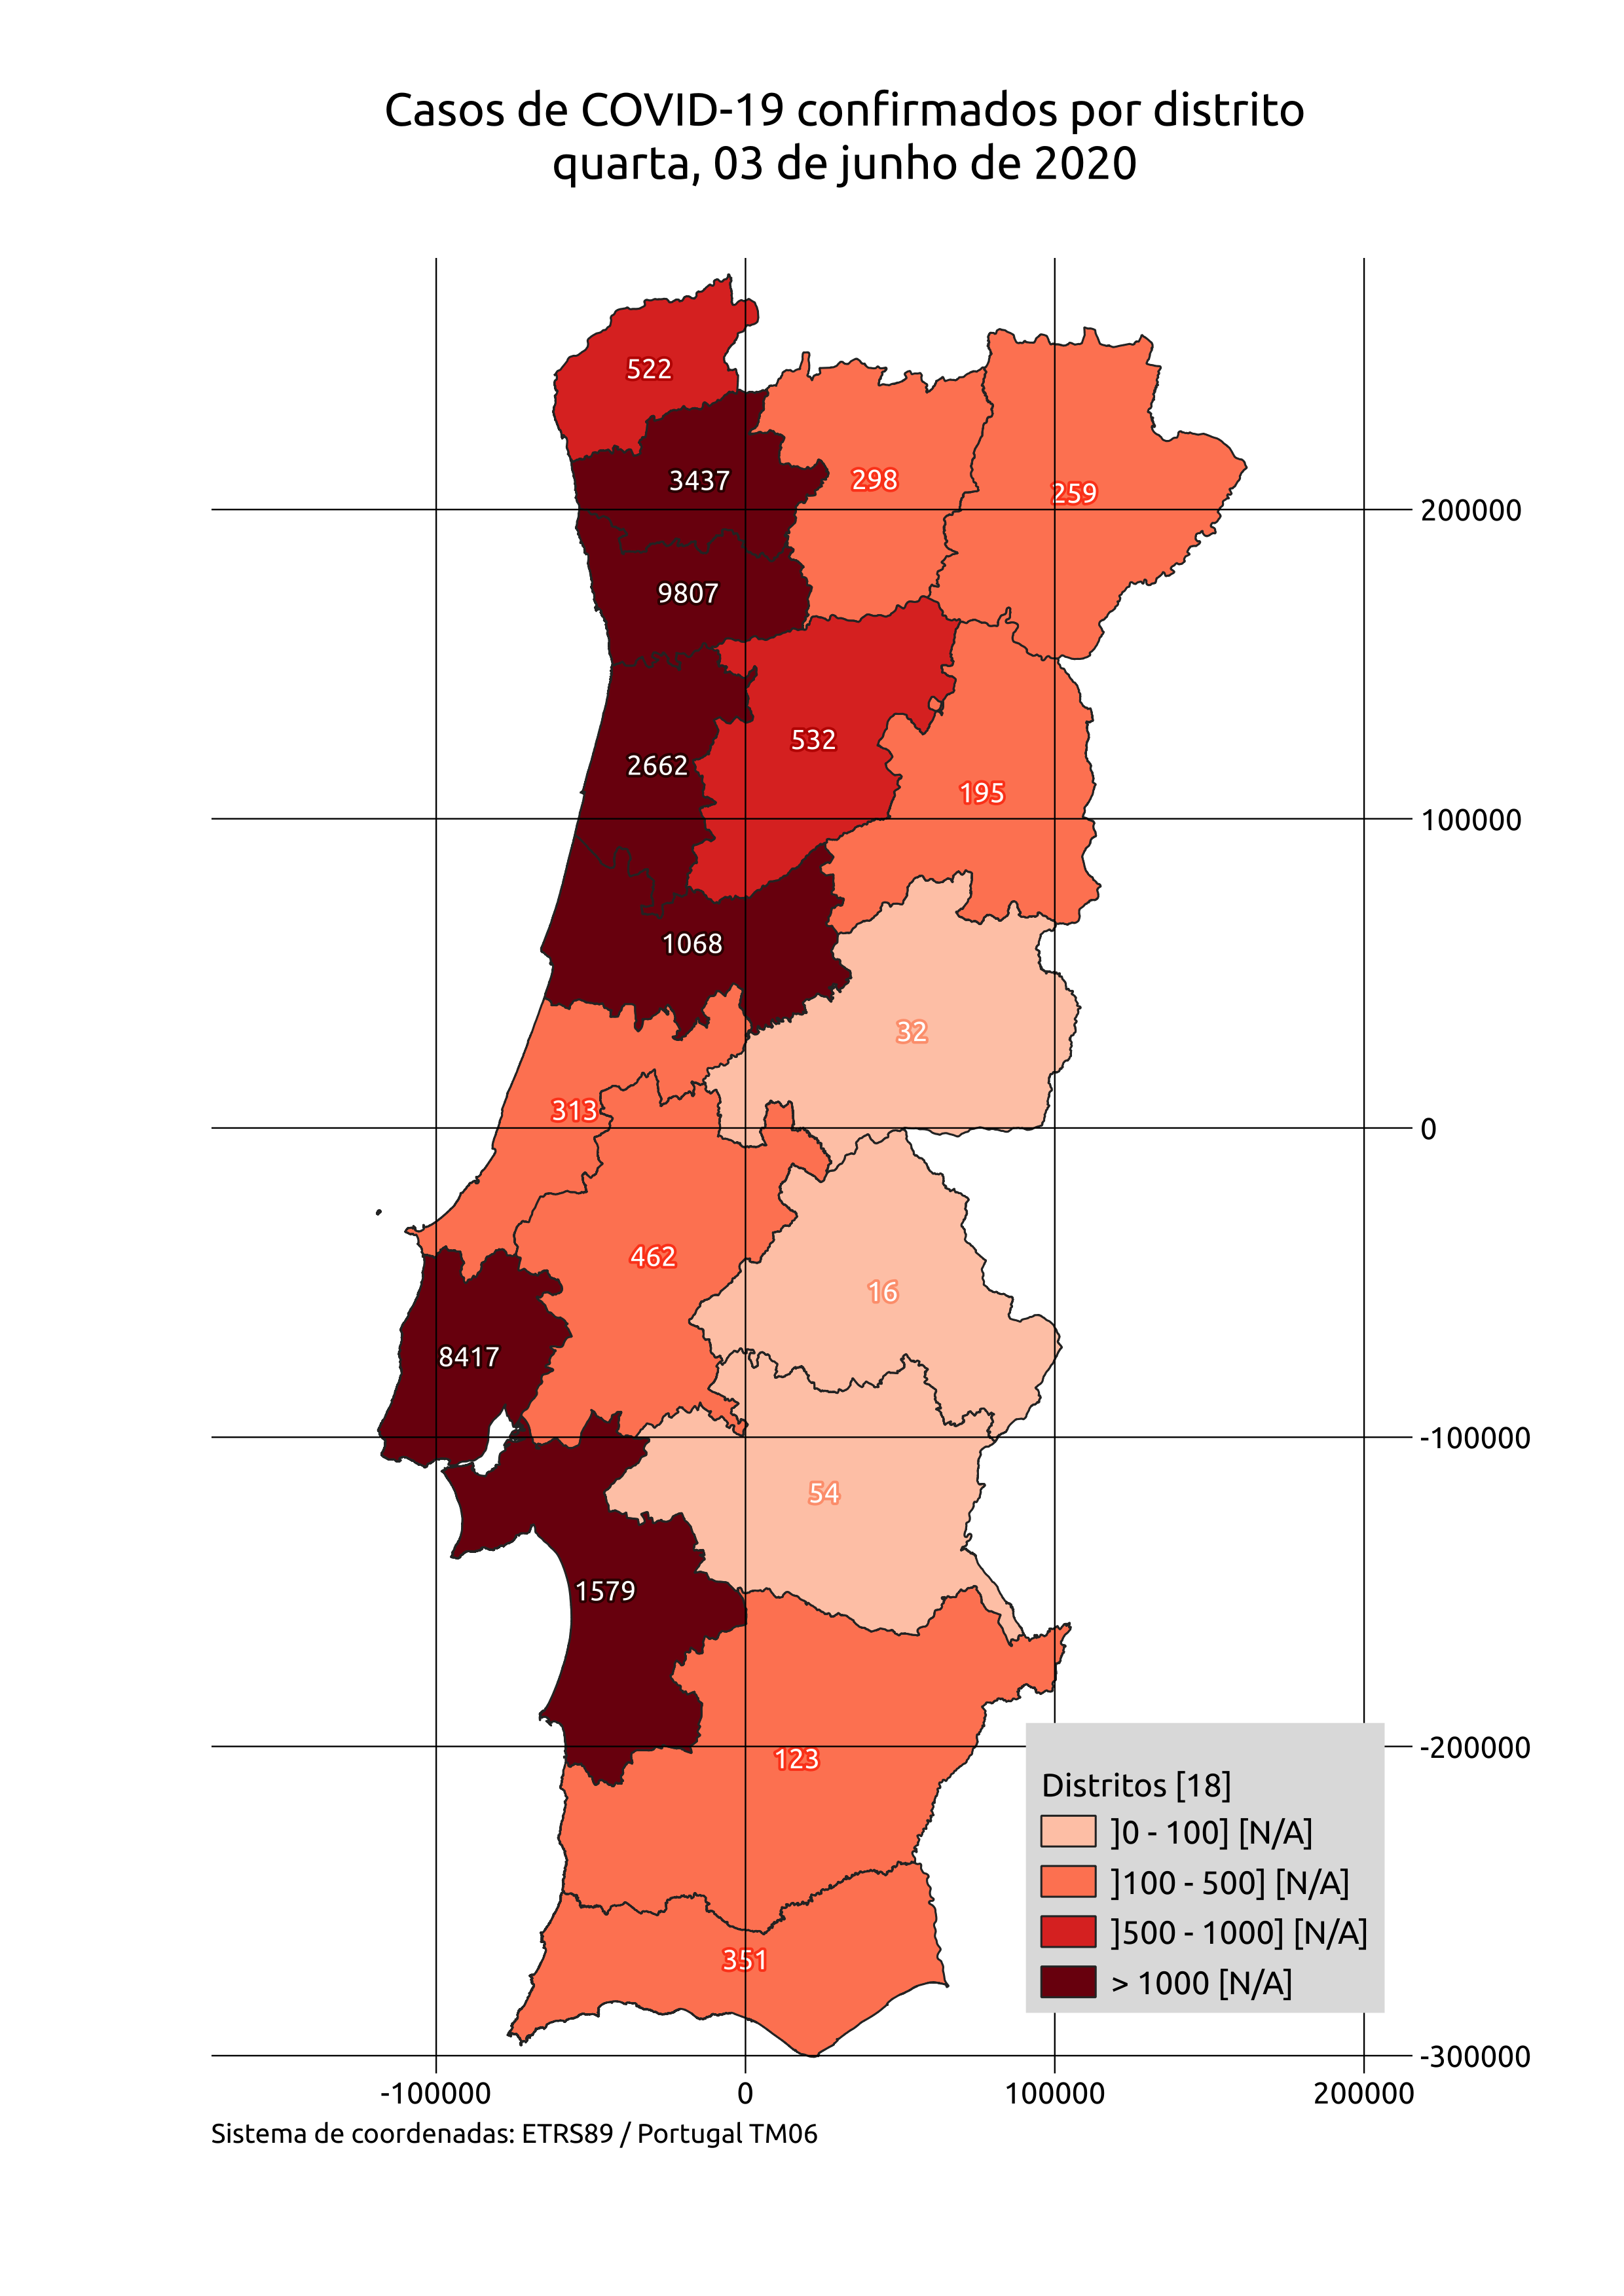 Casos de COVID-19 confirmados por distrito
quarta, 03 de junho de 2020
522
3437
298
259
200000
9807
532
2662
195
100000
1068
32
313
0
462
16
8417
-100000
54
1579
-200000
123
Distritos [18]
]0 - 100] [N/A]
]100 - 500] [N/A]
]500 - 1000] [N/A]
> 1000 [N/A]
351
-300000
-100000 0 100000 200000
Sistema de coordenadas: ETRS89 / Portugal TM06